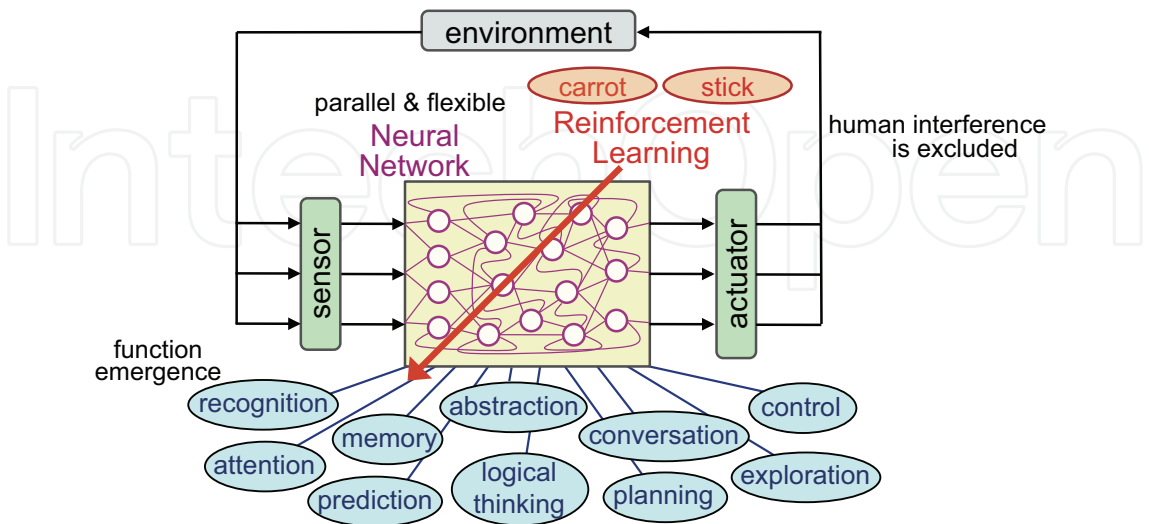 environment
carrot
stick
parallel & flexible
Neural
Network
Reinforcement
Learning
human interference
is excluded
sensor
actuator
function
emergence
recognition
abstraction
control
memory
conversation
attention
logical
thinking
exploration
prediction
planning
IntechOpen